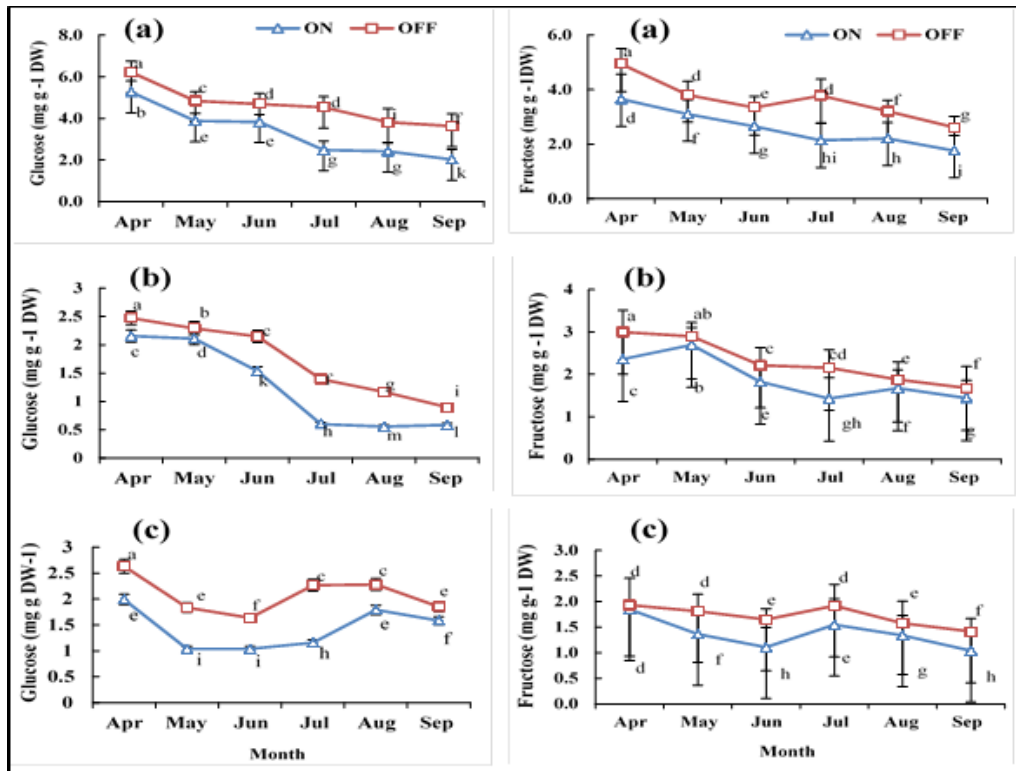 (a)
ON
OFF
Glucose (mg g -1 DW)
8.0
6.0
4.0
2.0
0.0
a
c
d
d
b
e
e
g
g
k
Apr May Jun Jul Aug Sep
(a)
ON
OFF
Fructose (mg g -1DW)
6.0
4.0
2.0
0.0
a
d
e
d
f
g
d
f
g
hi
h
Apr May Jun Jul Aug Sep
(b)
Glucose (mg g -1 DW)
3
2.5
2
1.5
1
0.5
0
a
b
c
g
i
c
d
k
h
m
l
Apr May Jun Jul Aug Sep
(b)
Fructose (mg g -1 DW)
4
3
2
1
0
a
ab
c
cd
e
f
c
b
e
gh
f
g
Apr May Jun Jul Aug Sep
(c)
Glucose (mg g DW-1)
3
2.5
2
1.5
1
0.5
0
a
e
f
c
c
e
e
i
i
h
e
f
Apr May Jun Jul Aug Sep
Month
(c)
Fructose (mg g-1 DW)
3.0
2.5
2.0
1.5
1.0
0.5
0.0
d
d
e
d
e
f
d
f
h
e
g
h
Apr May Jun Jul Aug Sep
Month